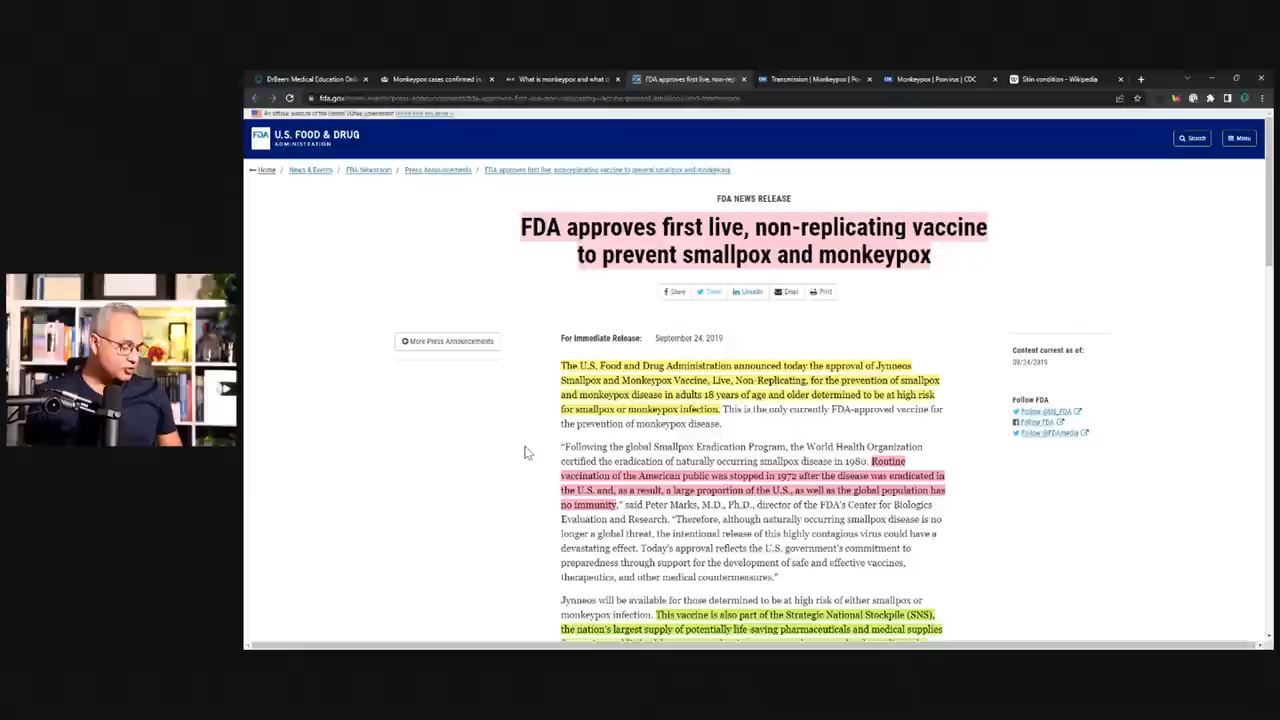 DrBeen: Medical Education Onli
Monkeypox cases confirmed in
What is monkeypox and what c
FDA approves first live, non-rep
Transmission | Monkeypox | Po
Monkeypox | Poxvirus | CDC
Skin condition - Wikipedia
fda.gov
An official website of the United States government
FDA U.S. FOOD & DRUG
ADMINISTRATION
Search
Menu
Home / News & Events / FDA Newsroom / Press Announcements / FDA approves first live, non-replicating vaccine to prevent smallpox and monkeypox
FDA NEWS RELEASE
FDA approves first live, non-replicating vaccine
to prevent smallpox and monkeypox
Share Tweet LinkedIn Email Print
More Press Announcements
For Immediate Release: September 24, 2019
The U.S. Food and Drug Administration announced today the approval of Jynneos
Smallpox and Monkeypox Vaccine, Live, Non-Replicating, for the prevention of smallpox
and monkeypox disease in adults 18 years of age and older determined to be at high risk
for smallpox or monkeypox infection. This is the only currently FDA-approved vaccine for
the prevention of monkeypox disease.
“Following the global Smallpox Eradication Program, the World Health Organization
certified the eradication of naturally occurring smallpox disease in 1980. Routine
vaccination of the American public was stopped in 1972 after the disease was eradicated in
the U.S. and, as a result, a large proportion of the U.S., as well as the global population has
no immunity,” said Peter Marks, M.D., Ph.D., director of the FDA’s Center for Biologics
Evaluation and Research. “Therefore, although naturally occurring smallpox disease is no
longer a global threat, the intentional release of this highly contagious virus could have a
devastating effect. Today’s approval reflects the U.S. government’s commitment to
preparedness through support for the development of safe and effective vaccines,
therapeutics, and other medical countermeasures.”
Jynneos will be available for those determined to be at high risk of either smallpox or
monkeypox infection. This vaccine is also part of the Strategic National Stockpile (SNS),
the nation’s largest supply of potentially life-saving pharmaceuticals and medical supplies
Content current as of:
09/24/2019
Follow FDA
Follow @US_FDA
Follow FDA
Follow @FDAmedia